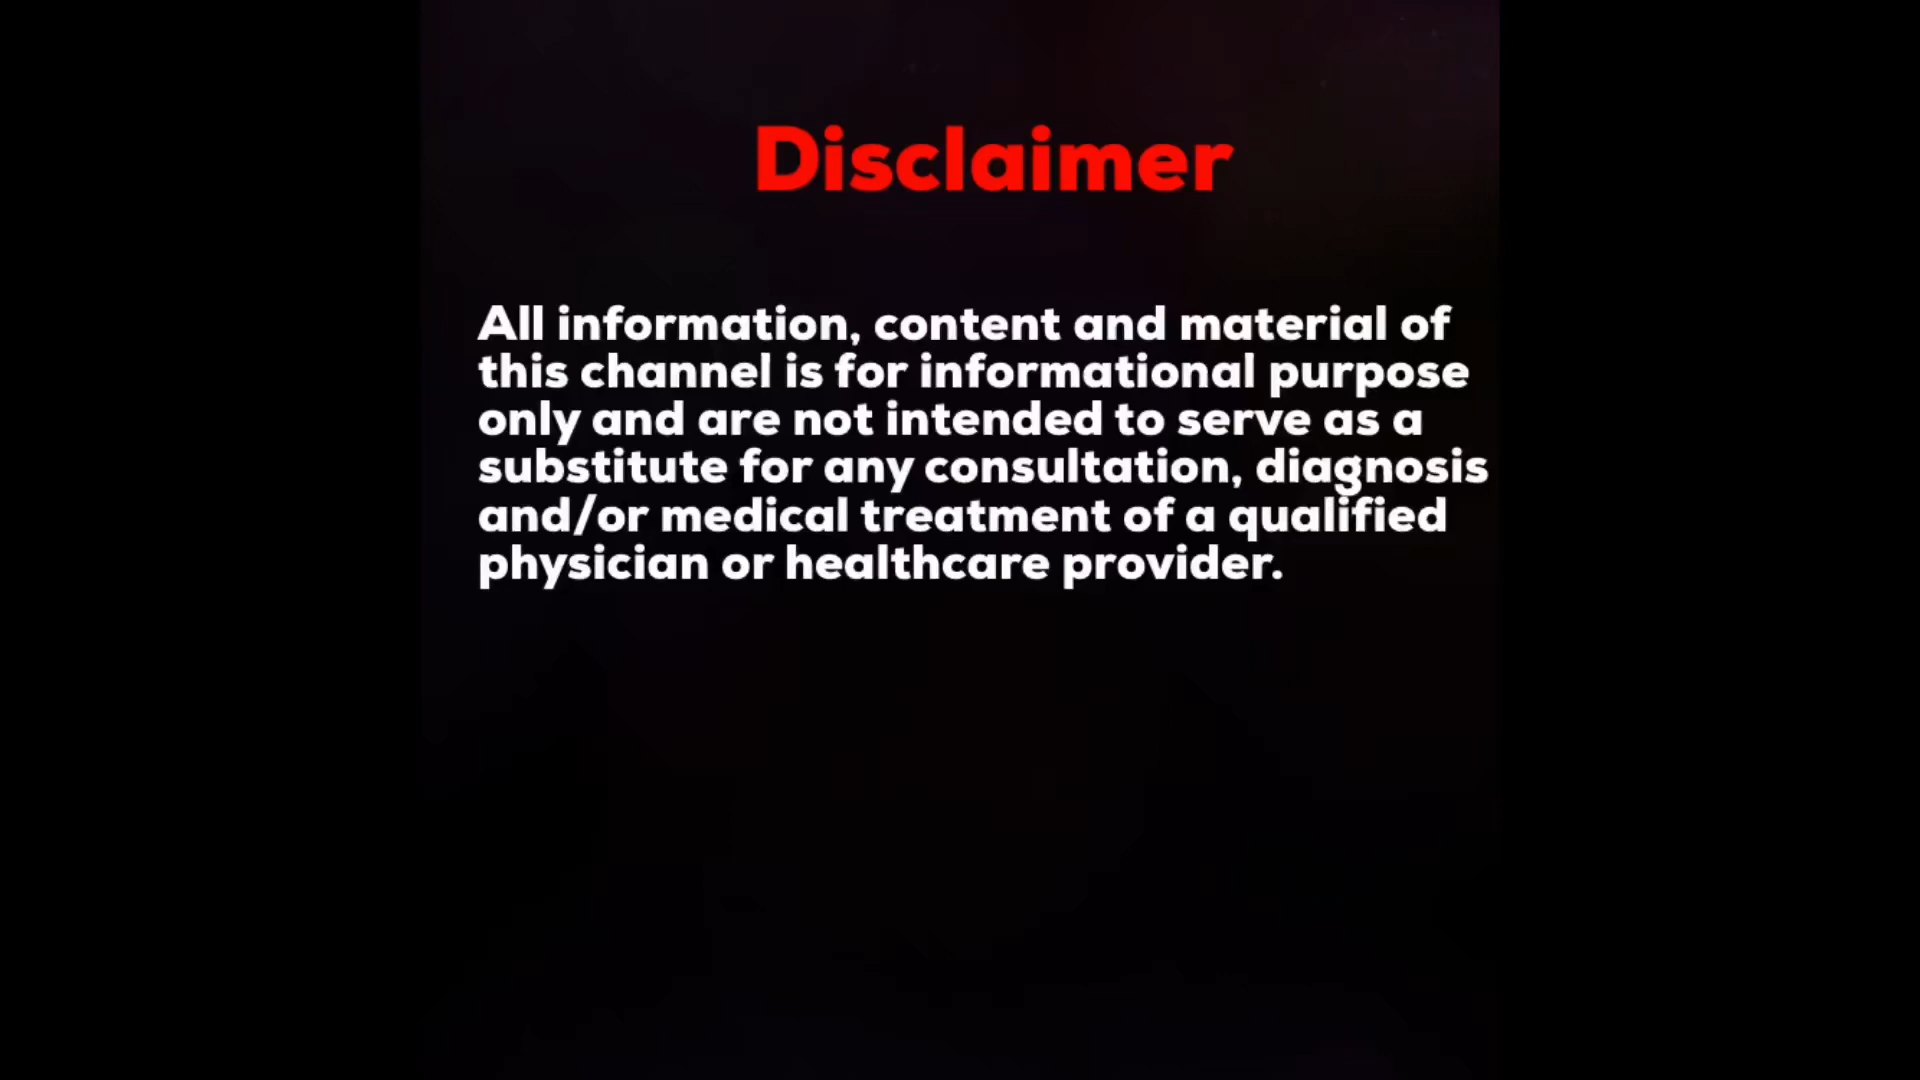 Disclaimer
All information, content and material of
this channel is for informational purpose
only and are not intended to serve as a
substitute for any consultation, diagnosis
and/or medical treatment of a qualified
physician or healthcare provider.